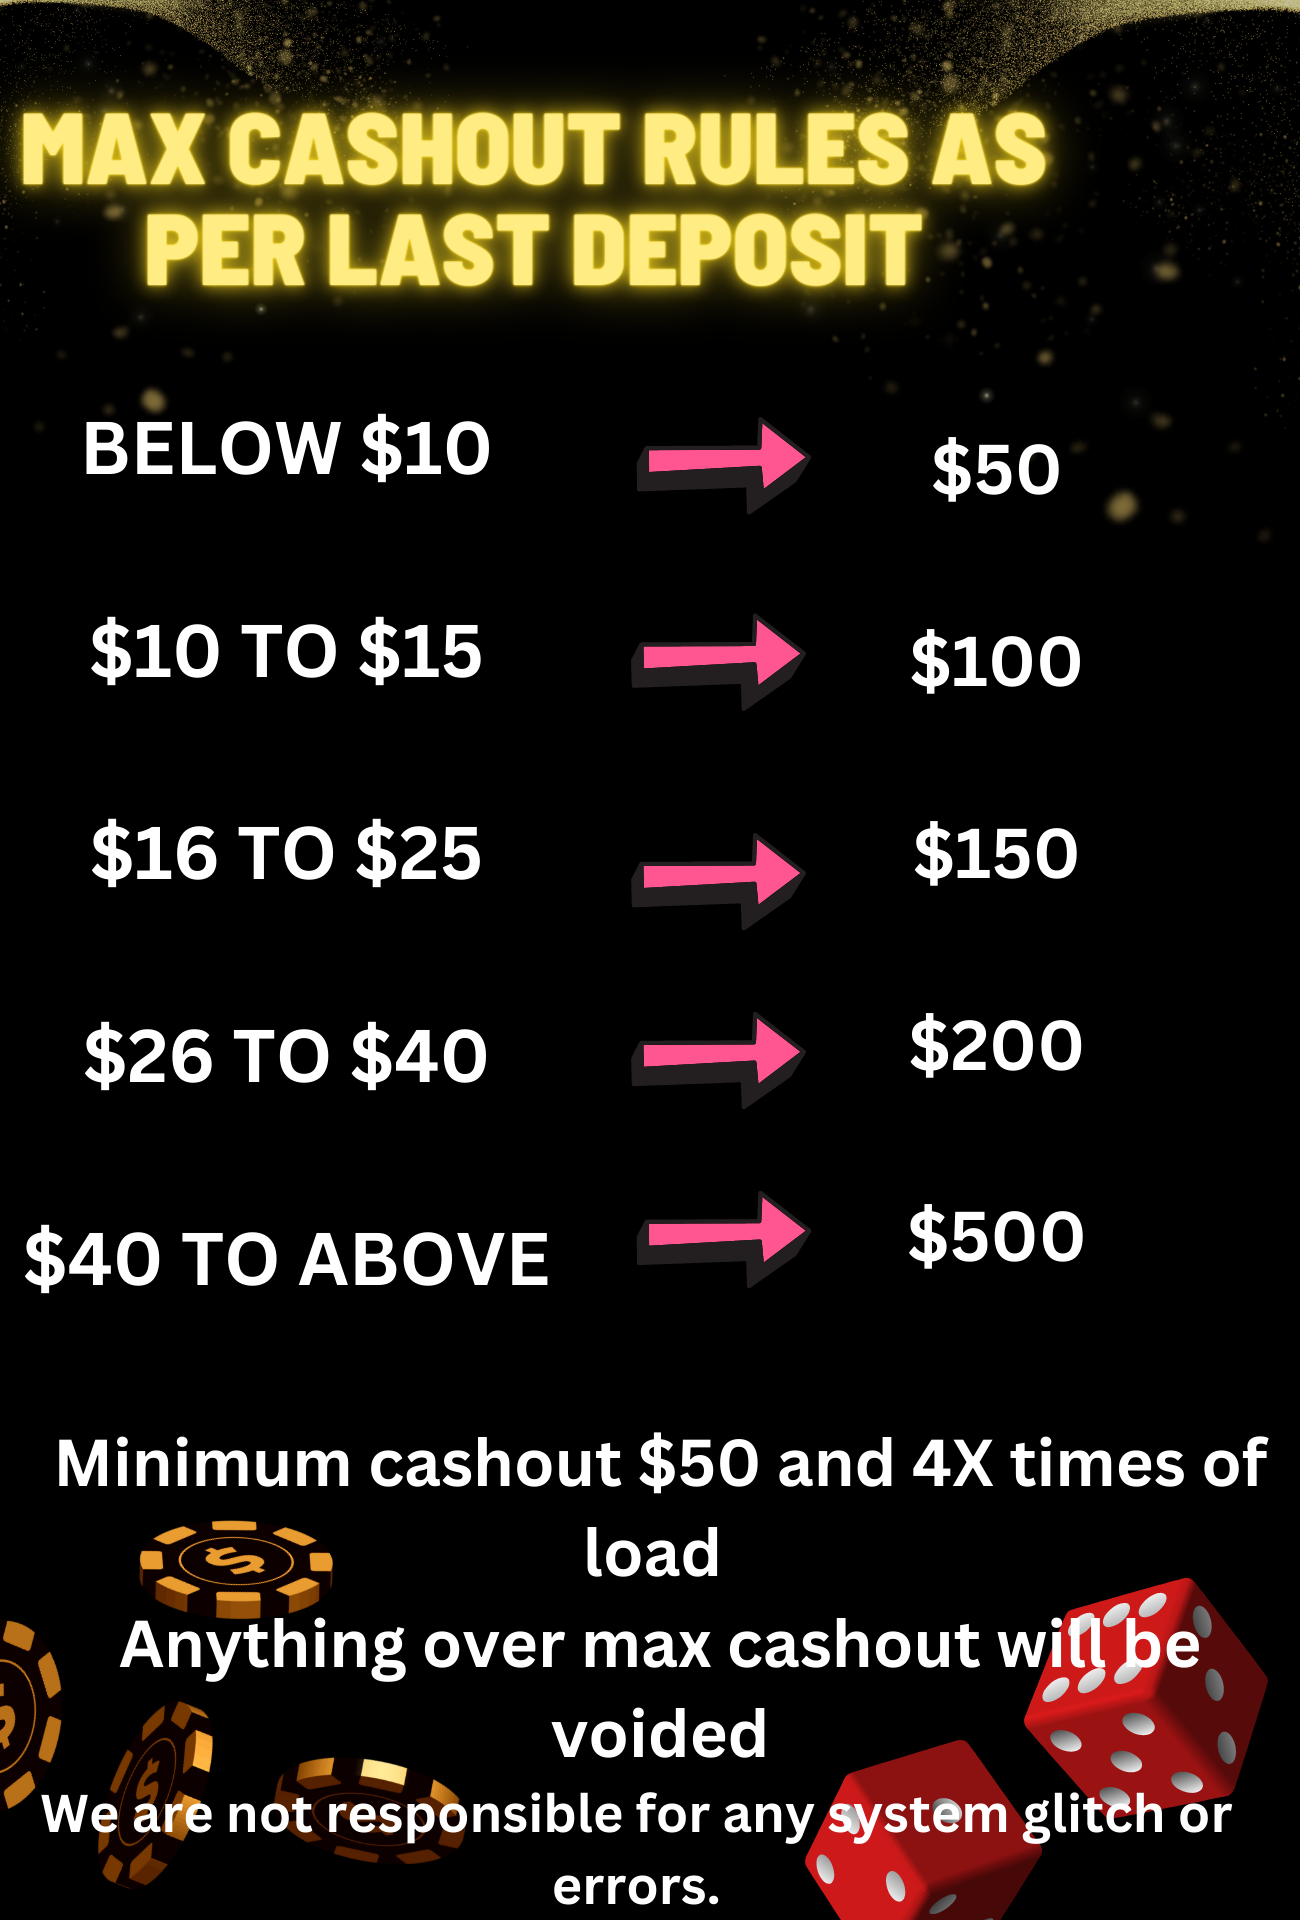 MAX CASHOUT RULES AS
PER LAST DEPOSIT
BELOW $10 $50
$10 TO $15 $100
$16 TO $25 $150
$26 TO $40 $200
$40 TO ABOVE $500
Minimum cashout $50 and 4X times of
load
Anything over max cashout will be
voided
We are not responsible for any system glitch or
errors.